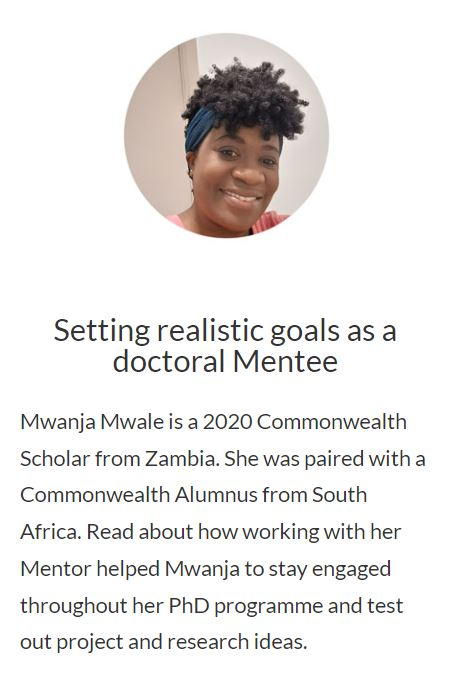 Setting realistic goals as a
doctoral Mentee
Mwanja Mwale is a 2020 Commonwealth
Scholar from Zambia. She was paired with a
Commonwealth Alumnus from South
Africa. Read about how working with her
Mentor helped Mwanja to stay engaged
throughout her PhD programme and test
out project and research ideas.